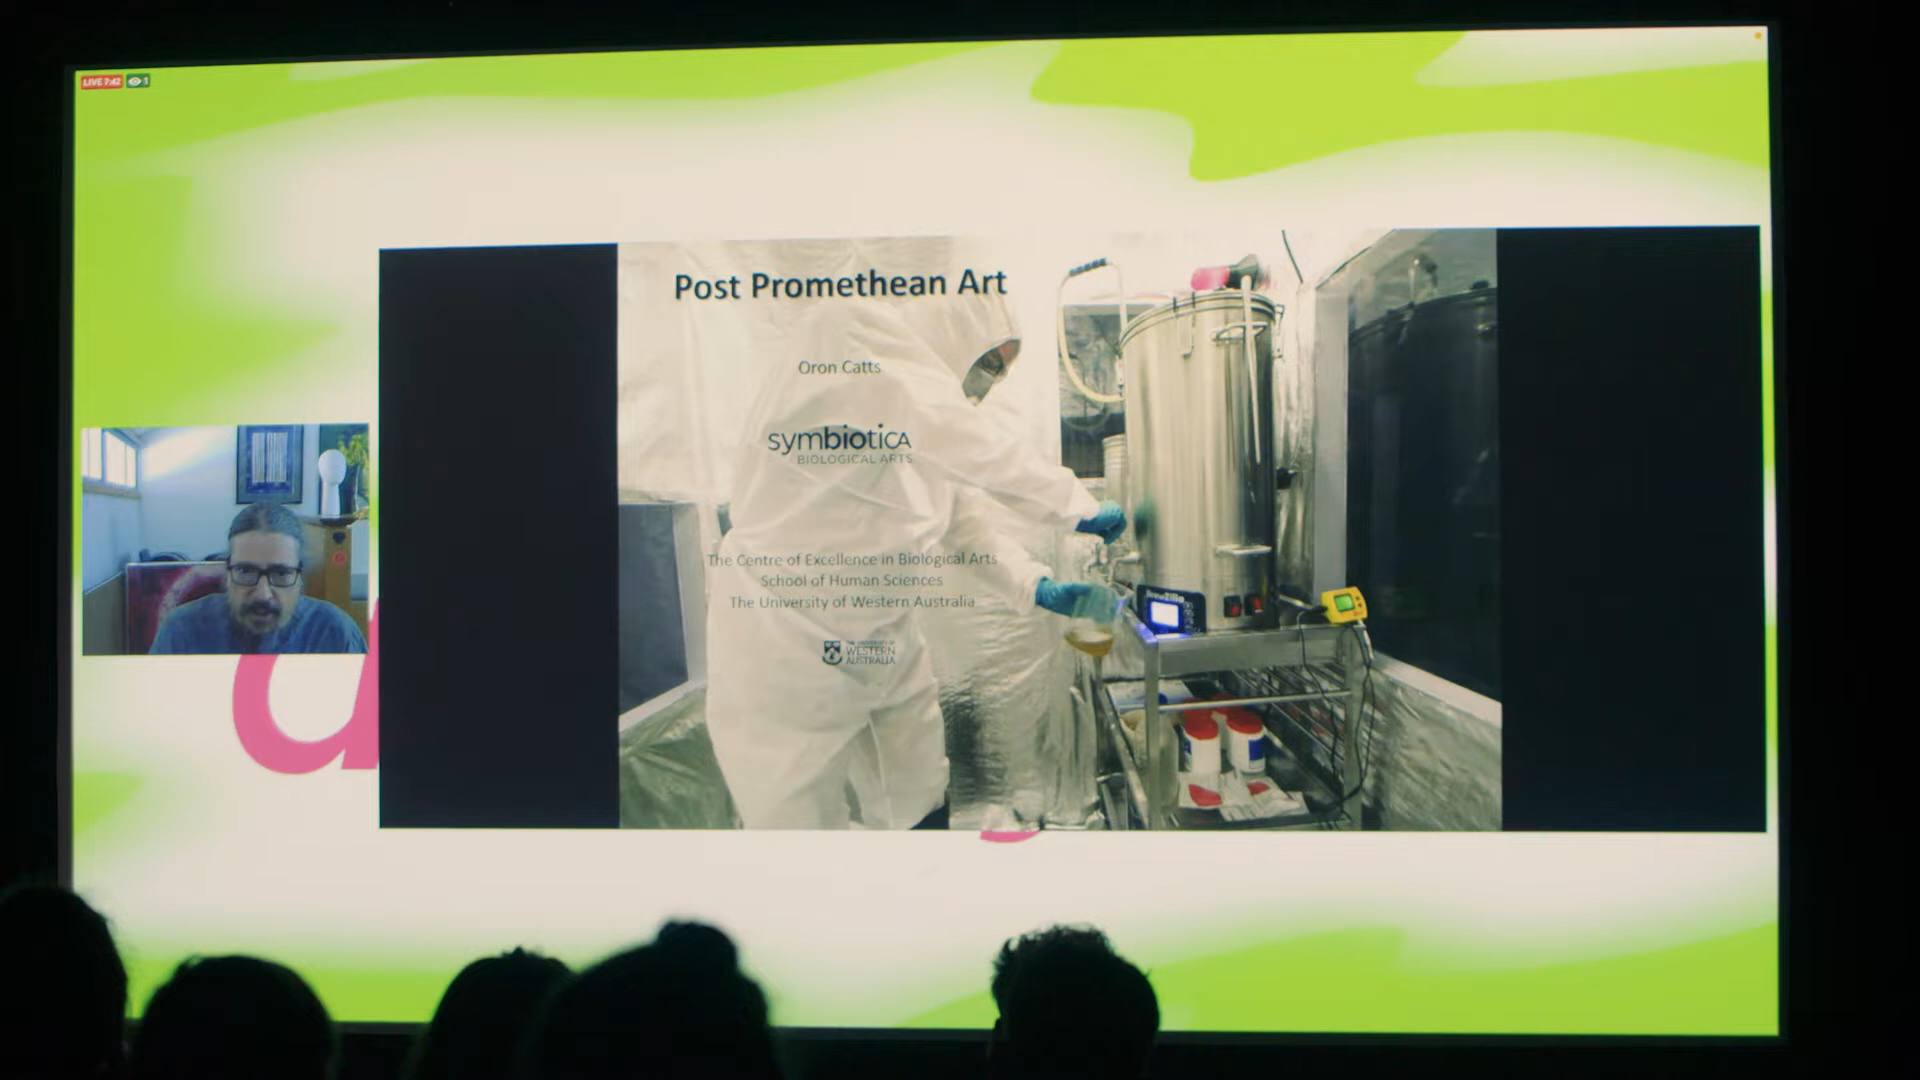 LIVE 7:42
1
Post Promethean Art
Oron Catts
symbioticA
BIOLOGICAL ARTS
The Centre of Excellence in Biological Arts
School of Human Sciences
The University of Western Australia
THE UNIVERSITY OF
WESTERN
AUSTRALIA
BrewZilla
d